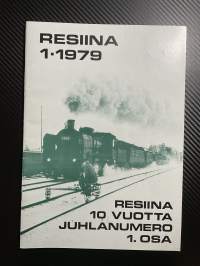 RESIINA
1·1979
RESIINA
10 VUOTTA
JUHLANUMERO
1. OSA